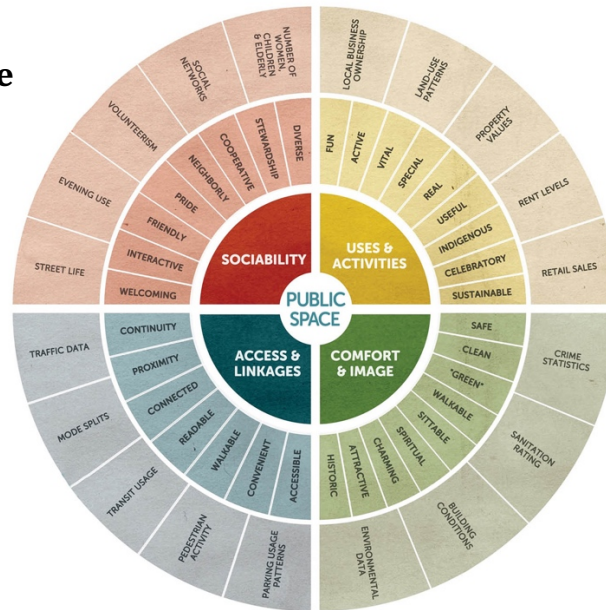 e
NUMBER OF
WOMEN,
CHILDREN
& ELDERLY
SOCIAL
NETWORKS
VOLUNTEERISM
EVENING USE
STREET LIFE
LOCAL BUSINESS
OWNERSHIP
LAND-USE
PATTERNS
PROPERTY
VALUES
RENT LEVELS
RETAIL SALES
DIVERSE
STEWARDSHIP
COOPERATIVE
NEIGHBORLY
PRIDE
FRIENDLY
INTERACTIVE
WELCOMING
FUN
ACTIVE
VITAL
SPECIAL
REAL
USEFUL
INDIGENOUS
CELEBRATORY
SUSTAINABLE
SOCIABILITY
USES &
ACTIVITIES
PUBLIC
SPACE
ACCESS &
LINKAGES
COMFORT
& IMAGE
CONTINUITY
PROXIMITY
CONNECTED
READABLE
WALKABLE
CONVENIENT
ACCESSIBLE
SAFE
CLEAN
"GREEN"
WALKABLE
SITTABLE
SPIRITUAL
CHARMING
ATTRACTIVE
HISTORIC
TRAFFIC DATA
MODE SPLITS
TRANSIT USAGE
PEDESTRIAN
ACTIVITY
PARKING USAGE
PATTERNS
CRIME
STATISTICS
SANITATION
RATING
BUILDING
CONDITIONS
ENVIRONMENTAL
DATA